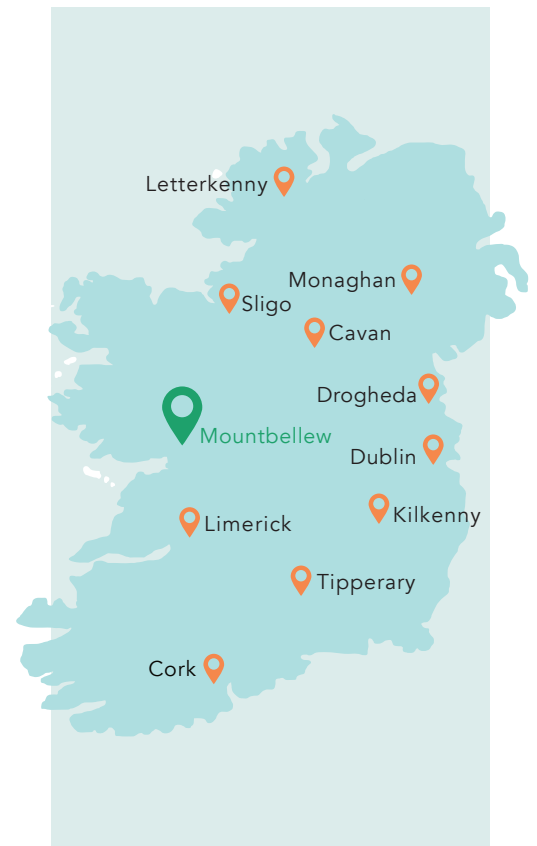 Letterkenny
Monaghan
Sligo
Cavan
Drogheda
Mountbellew
Dublin
Kilkenny
Limerick
Tipperary
Cork